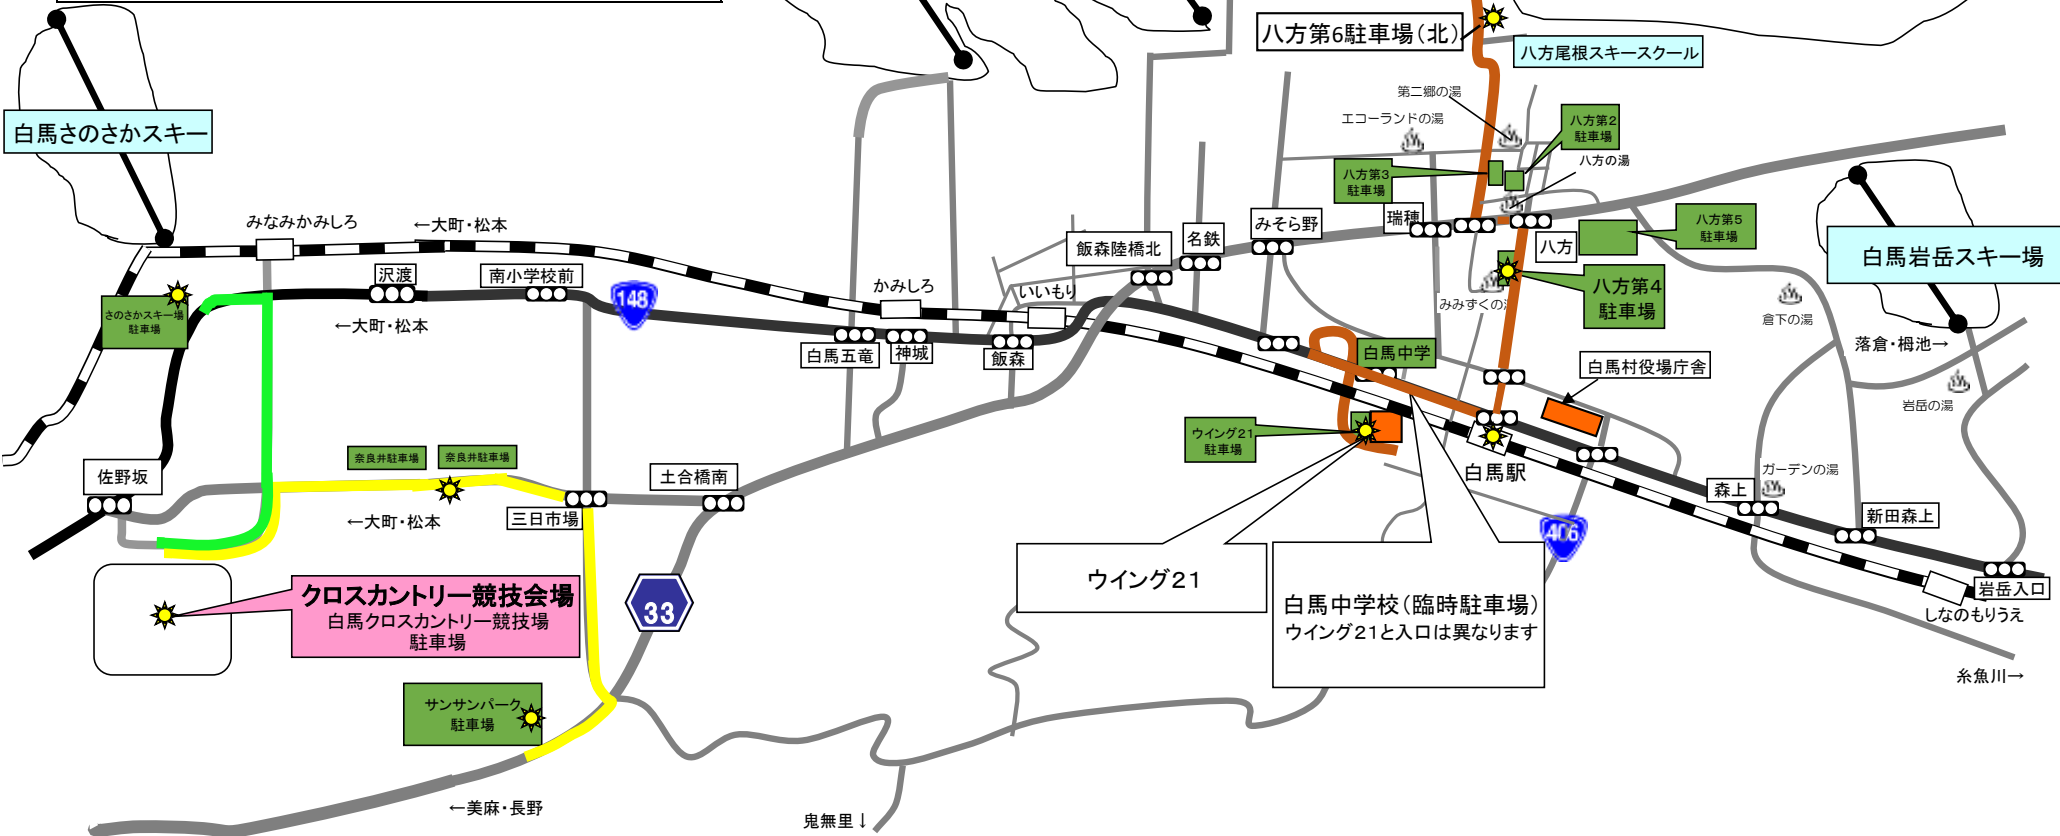 八方第6駐車場(北)
八方尾根スキースクール
第二郷の湯
エコーランドの湯
八方第2
駐車場
白馬さのさかスキー
八方の湯
八方第3
駐車場
みなみかみしろ
←大町・松本
飯森陸橋北
名鉄
みそら野
瑞穂
八方
八方第5
駐車場
白馬岩岳スキー場
沢渡
南小学校前
148
かみしろ
いいもり
みみずくの
八方第4
駐車場
倉下の湯
さのさかスキー場
駐車場
←大町・松本
白馬五竜
神城
飯森
白馬中学
白馬村役場庁舎
落倉・栂池→
岩岳の湯
ウイング21
駐車場
奈良井駐車場
奈良井駐車場
佐野坂
土合橋南
白馬駅
ガーデンの湯
森上
←大町・松本
三日市場
406
新田森上
クロスカントリー競技会場
白馬クロスカントリー競技場
駐車場
33
ウイング21
白馬中学校(臨時駐車場)
ウイング21と入口は異なります
岩岳入口
しなのもりうえ
糸魚川→
サンサンパーク
駐車場
←美麻・長野
鬼無里↓